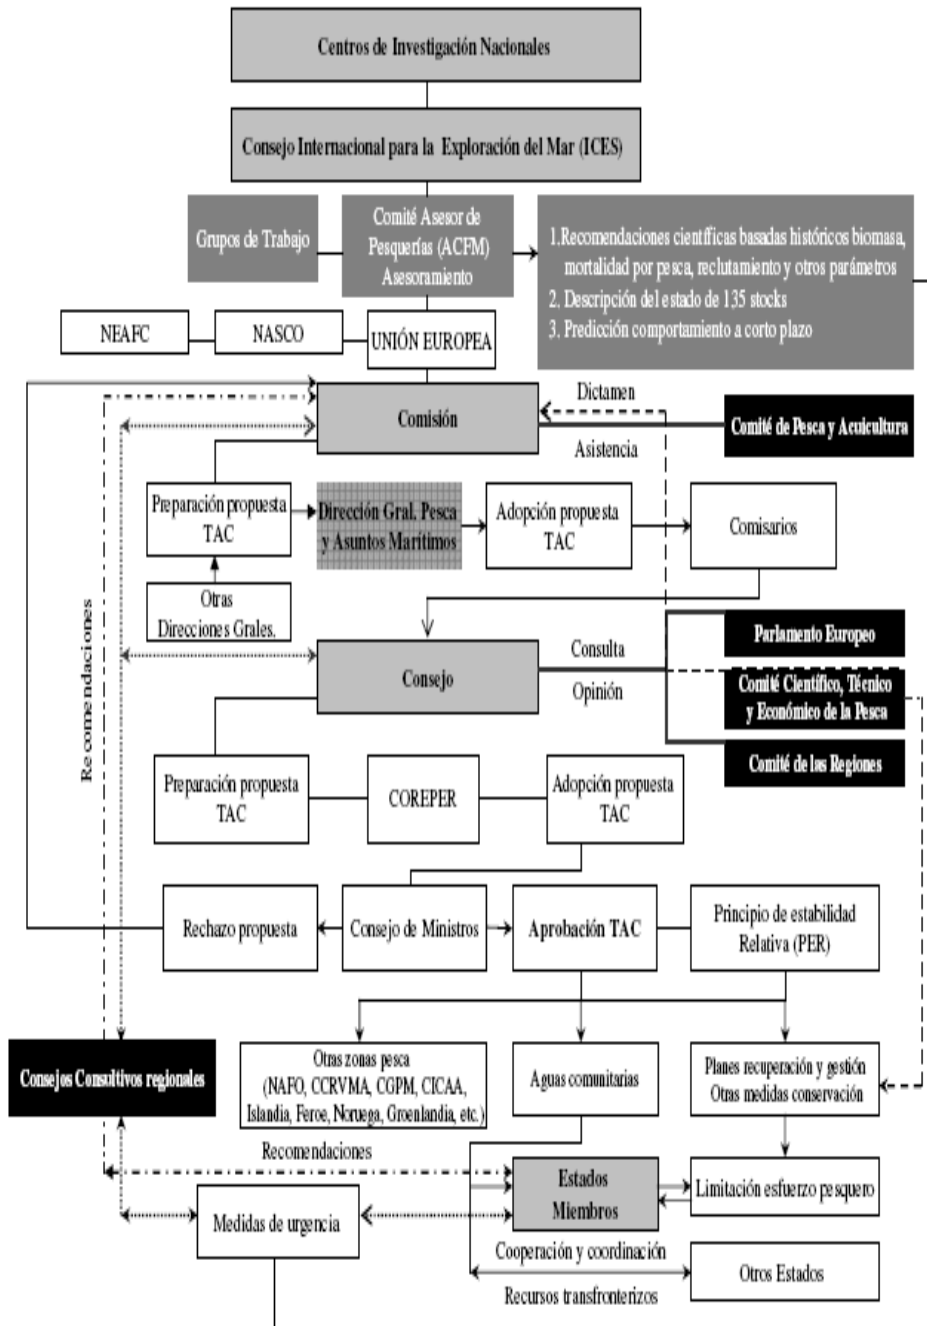 Centros de Investigación Nacionales
Consejo Internacional para la Exploración del Mar (ICES)
Grupos de Trabajo
Comité Asesor de
Pesquerías (ACFM)
Asesoramiento
1.Recomendaciones científicas basadas históricos biomasa,
mortalidad por pesca, reclutamiento y otros parámetros
2. Descripción del estado de 135 stocks
3. Predicción comportamiento a corto plazo
NEAFC
NASCO
UNIÓN EUROPEA
Comisión
Dictamen
Asistencia
Comité de Pesca y Acuicultura
Preparación propuesta
TAC
Dirección Gral. Pesca
y Asuntos Marítimos
Adopción propuesta
TAC
Comisarios
Otras
Direcciones Grales.
Recomendaciones
Consejo
Consulta
Opinión
Parlamento Europeo
Comité Científico, Técnico
y Económico de la Pesca
Comité de las Regiones
Preparación propuesta
TAC
COREPER
Adopción propuesta
TAC
Rechazo propuesta
Consejo de Ministros
Aprobación TAC
Principio de estabilidad
Relativa (PER)
Consejos Consultivos regionales
Otras zonas pesca
(NAFO, CCRVMA, CGPM, CICAA,
Islandia, Feroe, Noruega, Groenlandia, etc.)
Aguas comunitarias
Planes recuperación y gestión
Otras medidas conservación
Recomendaciones
Estados
Miembros
Limitación esfuerzo pesquero
Medidas de urgencia
Cooperación y coordinación
Recursos transfronterizos
Otros Estados